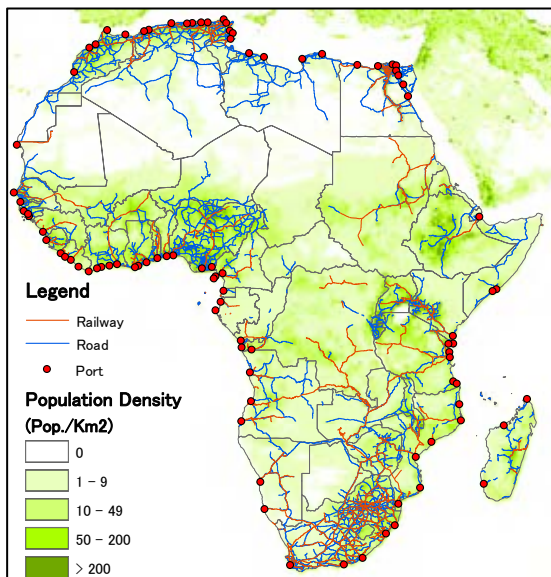 Legend
Railway
Road
Port
Population Density
(Pop./Km2)
0
1 - 9
10 - 49
50 - 200
> 200